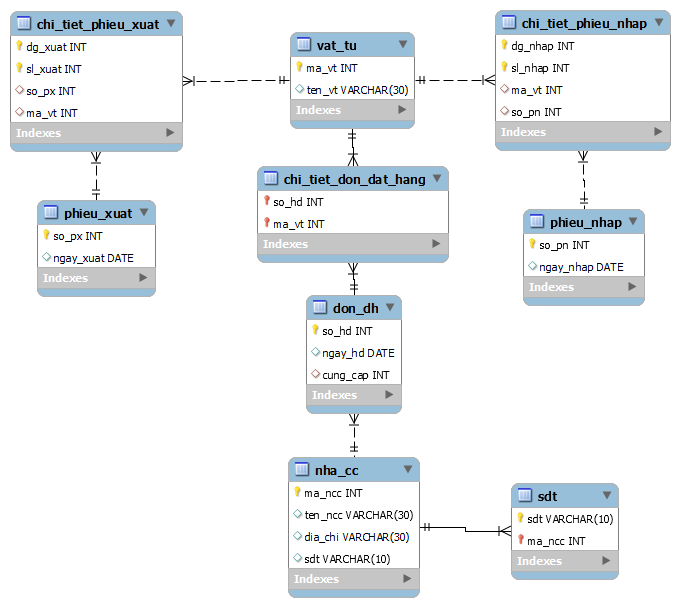 chi_tiet_phieu_xuat
dg_xuat INT
sl_xuat INT
so_px INT
ma_vt INT
Indexes
vat_tu
ma_vt INT
ten_vt VARCHAR(30)
Indexes
chi_tiet_phieu_nhap
dg_nhap INT
sl_nhap INT
ma_vt INT
so_pn INT
Indexes
chi_tiet_don_dat_hang
so_hd INT
ma_vt INT
Indexes
phieu_xuat
so_px INT
ngay_xuat DATE
Indexes
phieu_nhap
so_pn INT
ngay_nhap DATE
Indexes
don_dh
so_hd INT
ngay_hd DATE
cung_cap INT
Indexes
nha_cc
ma_ncc INT
ten_ncc VARCHAR(30)
dia_chi VARCHAR(30)
sdt VARCHAR(10)
Indexes
sdt
sdt VARCHAR(10)
ma_ncc INT
Indexes